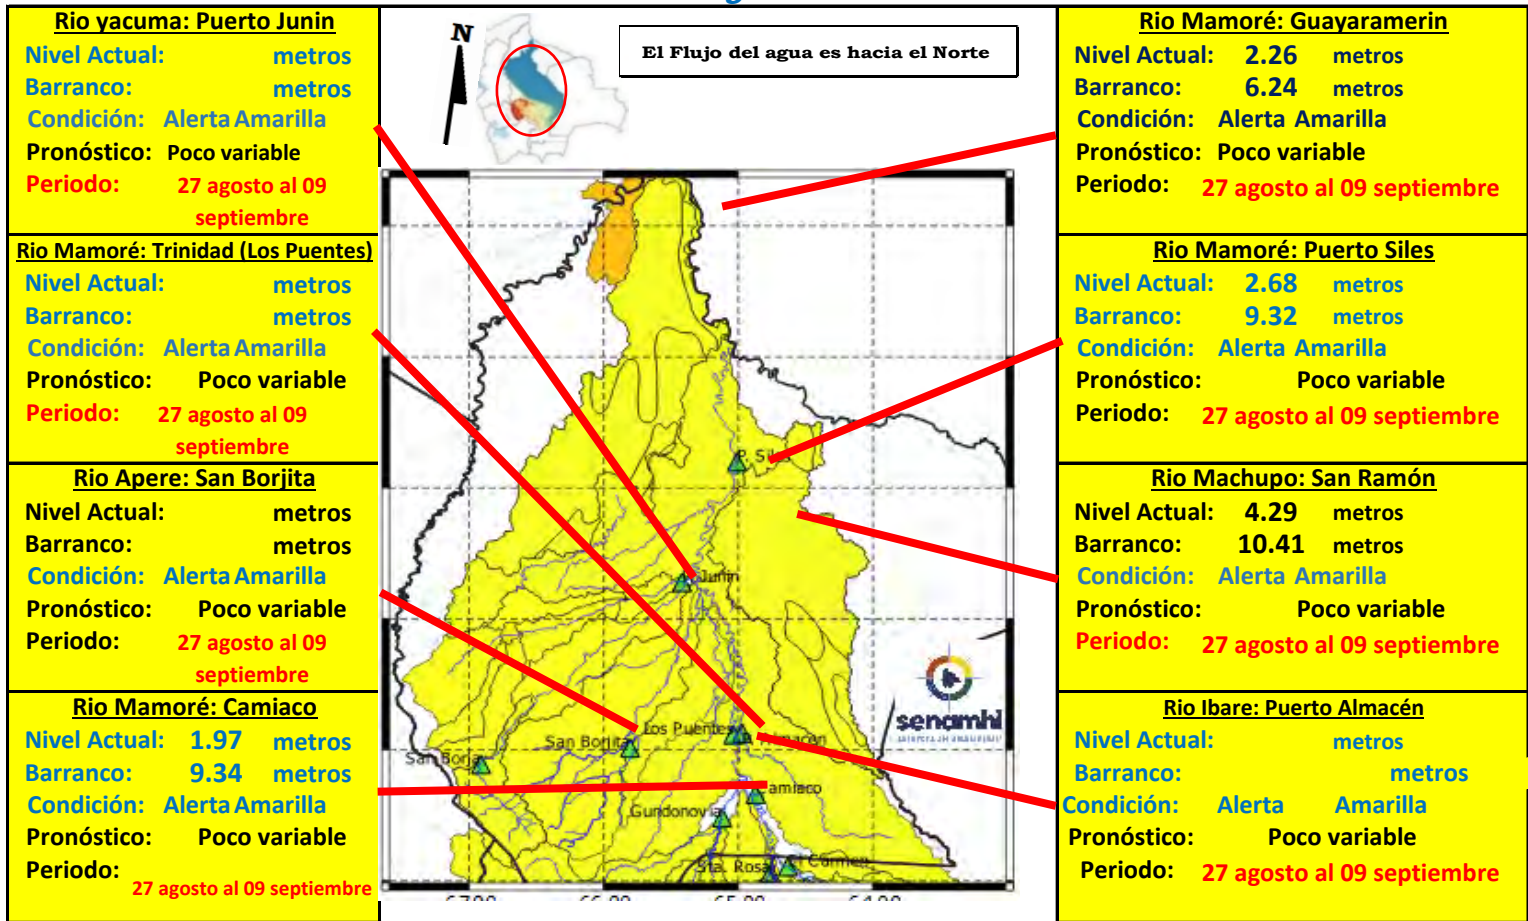 Rio yacuma: Puerto Junin
Nivel Actual: metros
Barranco: metros
Condición: Alerta Amarilla
Pronóstico: Poco variable
Periodo: 27 agosto al 09
septiembre
Rio Mamoré: Trinidad (Los Puentes)
Nivel Actual: metros
Barranco: metros
Condición: Alerta Amarilla
Pronóstico: Poco variable
Periodo: 27 agosto al 09
septiembre
Rio Apere: San Borjita
Nivel Actual: metros
Barranco: metros
Condición: Alerta Amarilla
Pronóstico: Poco variable
Periodo: 27 agosto al 09
septiembre
Rio Mamoré: Camiaco
Nivel Actual: 1.97 metros
Barranco: 9.34 metros
Condición: Alerta Amarilla
Pronóstico: Poco variable
Periodo:
27 agosto al 09 septiembre
N
El Flujo del agua es hacia el Norte
P. Siles
Junin
Los Puentes
P. Almacén
San Borjita
San Borja
Camiaco
Gundonovia
Sta. Rosa
El Carmen
senamhi
Rio Mamoré: Guayaramerin
Nivel Actual: 2.26 metros
Barranco: 6.24 metros
Condición: Alerta Amarilla
Pronóstico: Poco variable
Periodo: 27 agosto al 09 septiembre
Rio Mamoré: Puerto Siles
Nivel Actual: 2.68 metros
Barranco: 9.32 metros
Condición: Alerta Amarilla
Pronóstico: Poco variable
Periodo: 27 agosto al 09 septiembre
Rio Machupo: San Ramón
Nivel Actual: 4.29 metros
Barranco: 10.41 metros
Condición: Alerta Amarilla
Pronóstico: Poco variable
Periodo: 27 agosto al 09 septiembre
Rio Ibare: Puerto Almacén
Nivel Actual: metros
Barranco: metros
Condición: Alerta Amarilla
Pronóstico: Poco variable
Periodo: 27 agosto al 09 septiembre